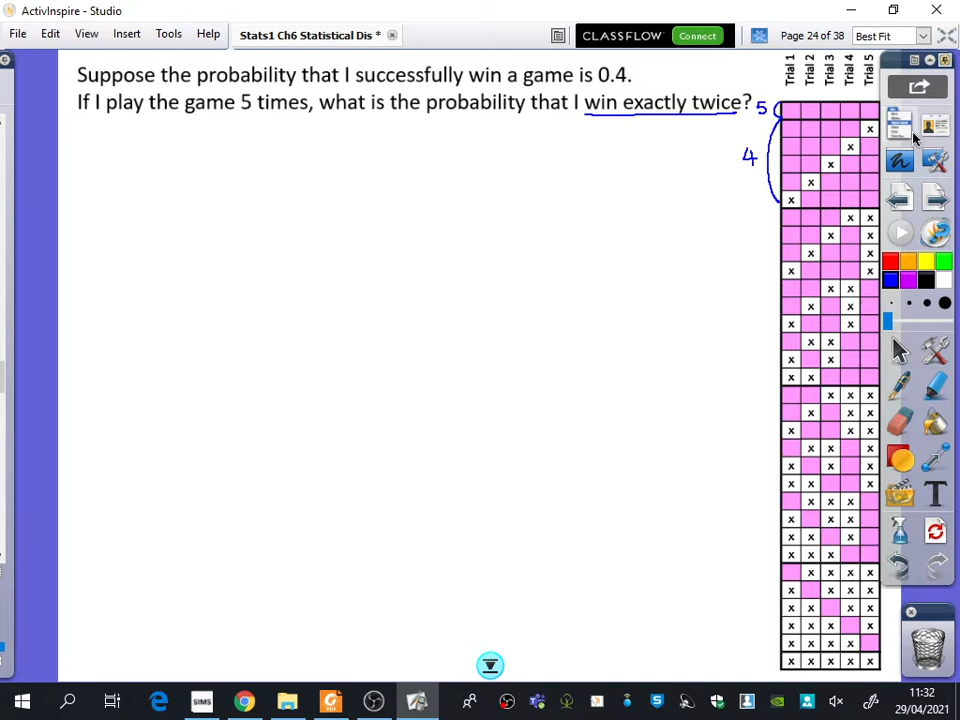 ActivInspire - Studio
File Edit View Insert Tools Help
Stats1 Ch6 Statistical Dis *
CLASSFLOW Connect
Page 24 of 38
Best Fit
Suppose the probability that I successfully win a game is 0.4.
If I play the game 5 times, what is the probability that I win exactly twice?
5
4
Trial 1 Trial 2 Trial 3 Trial 4 Trial 5
x
x
x
x
x
x x
x x
x x
x x
x x
x x
x x
x x
x x
x x
x x x
x x x
x x x
x x x
x x x
x x x
x x x
x x x
x x x
x x x
x x x x
x x x x
x x x x
x x x x
x x x x
x x x x x
T
SIMS
PDF
11:32
29/04/2021